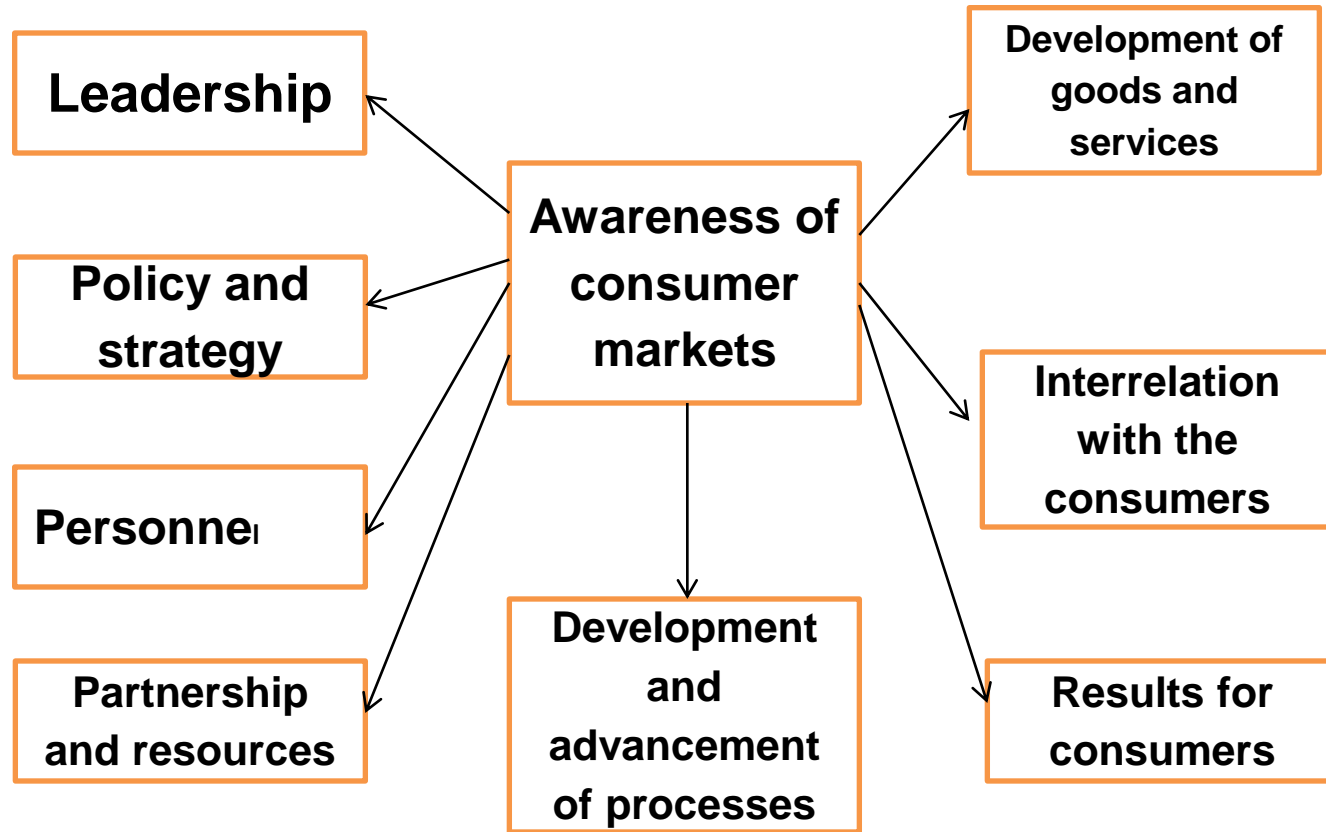 Leadership
Policy and
strategy
Personnel
Partnership
and resources
Awareness of
consumer
markets
Development
and
advancement
of processes
Development of
goods and
services
Interrelation
with the
consumers
Results for
consumers